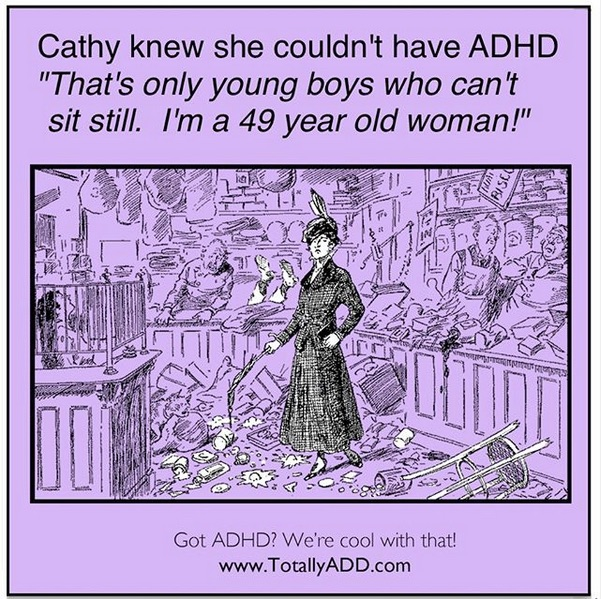 Cathy knew she couldn't have ADHD
"That's only young boys who can't
sit still.  I'm a 49 year old woman!"
Got ADHD? We're cool with that!
www.TotallyADD.com